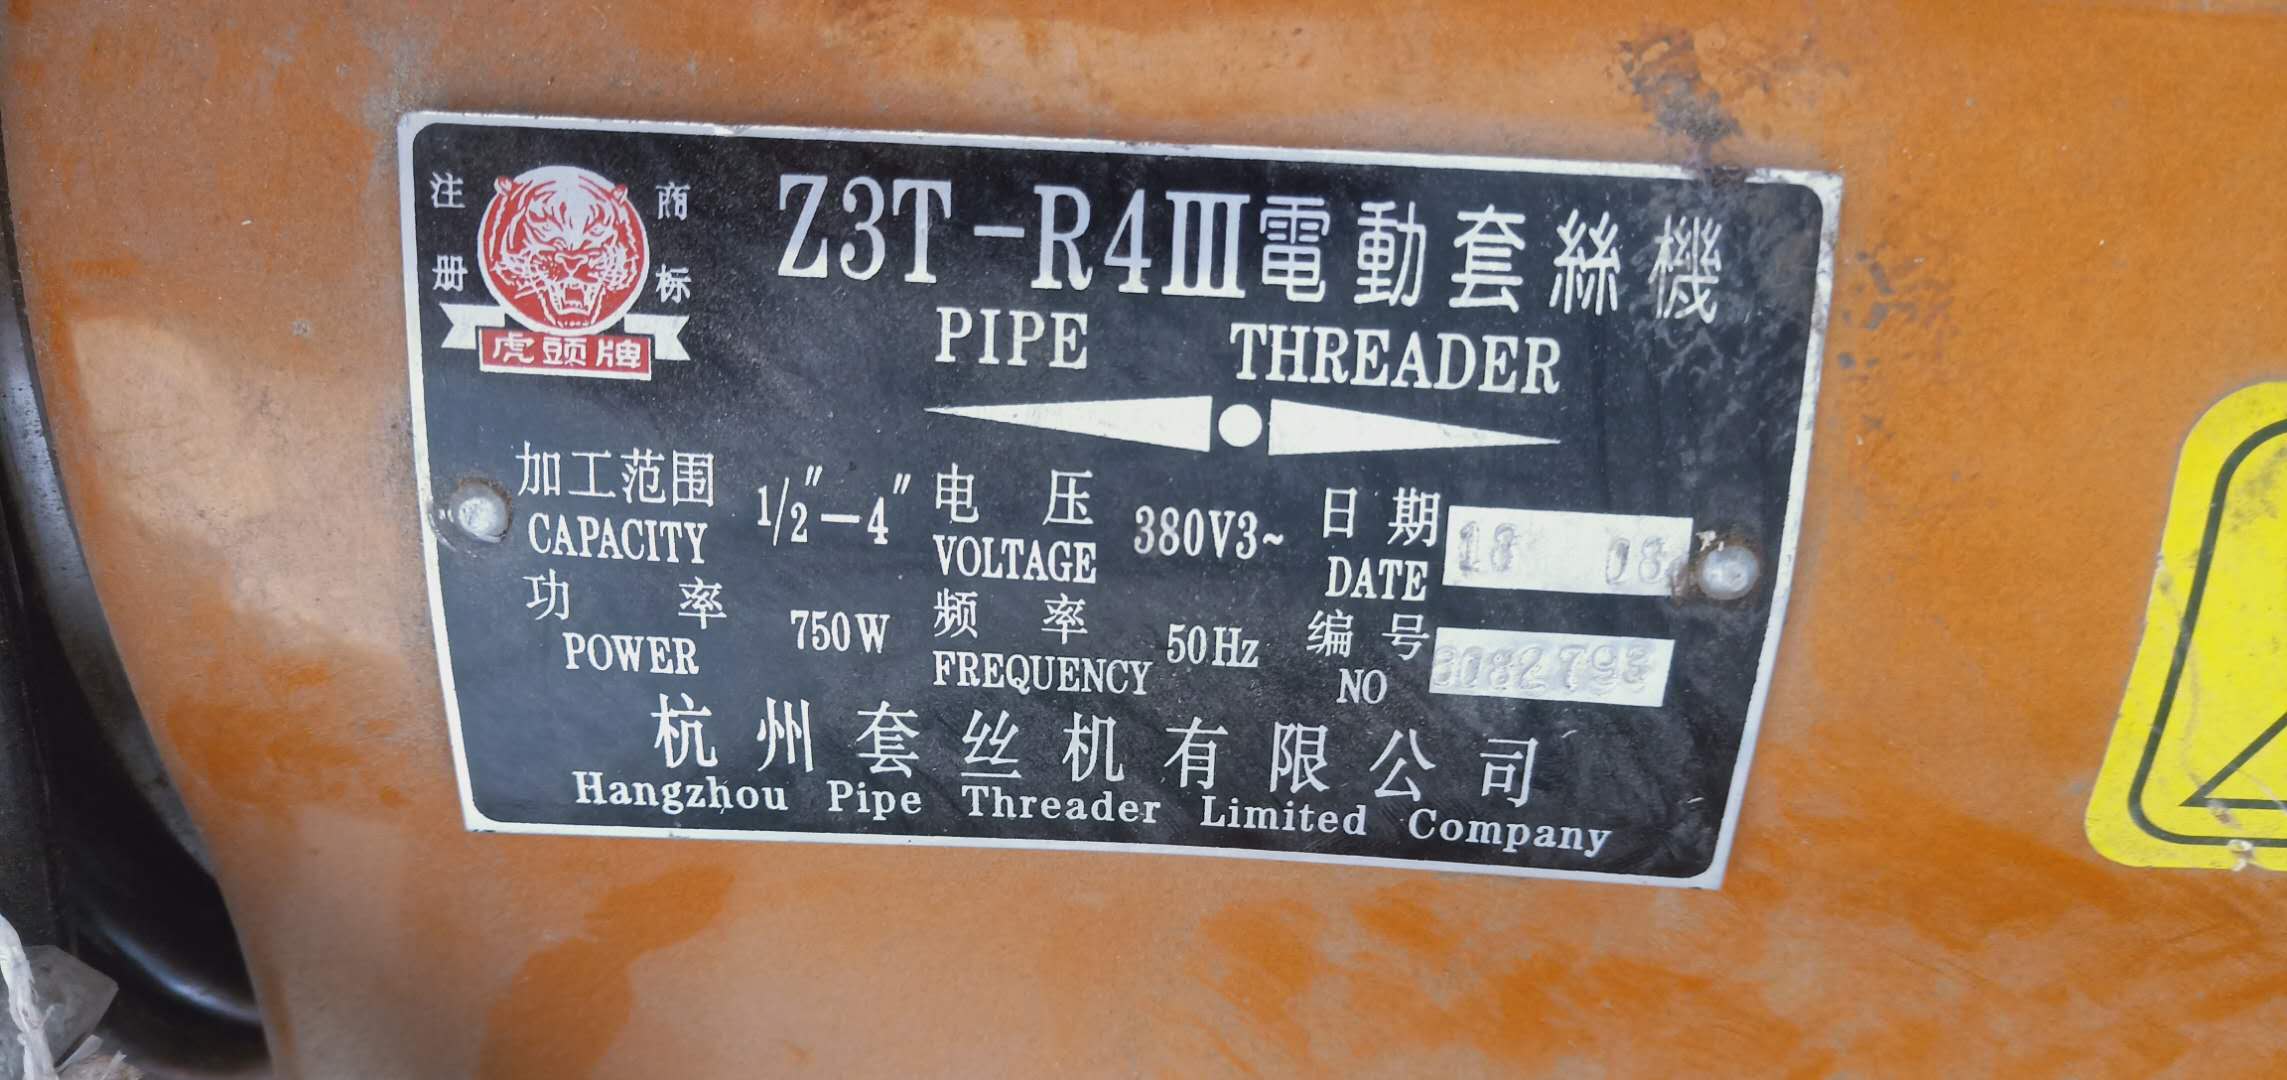 注册 商标
虎頭牌
Z3T-R4III電動套絲機
PIPE THREADER
加工范围 1/2"-4" 电压 380V3~ 日期 18 08
CAPACITY VOLTAGE DATE
功率 750W 频率 50Hz 编号
POWER FREQUENCY NO
杭州套丝机有限公司
Hangzhou Pipe Threader Limited Company